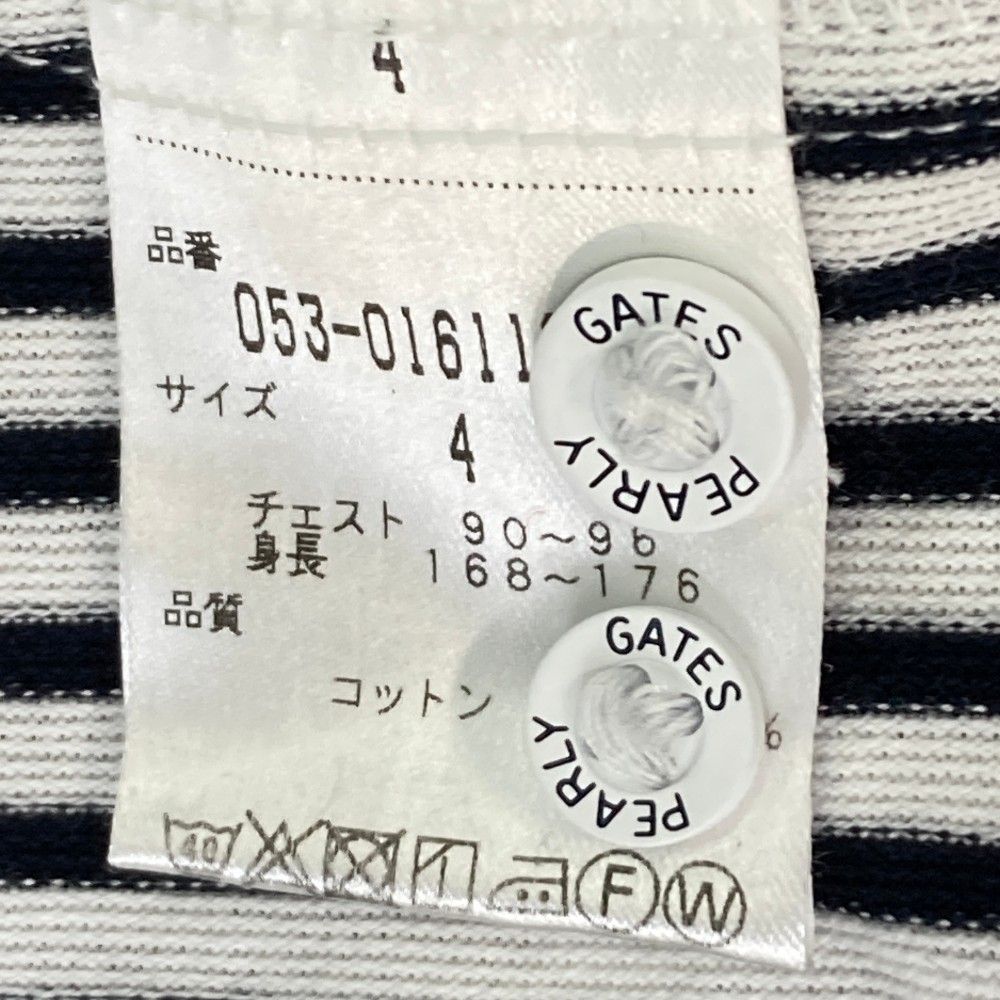 4
品番
053-01611
サイズ
4
チェスト 90～96
身長 168～176
品質
コットン
GATES
PEARLY
GATES
PEARLY
40
F
W